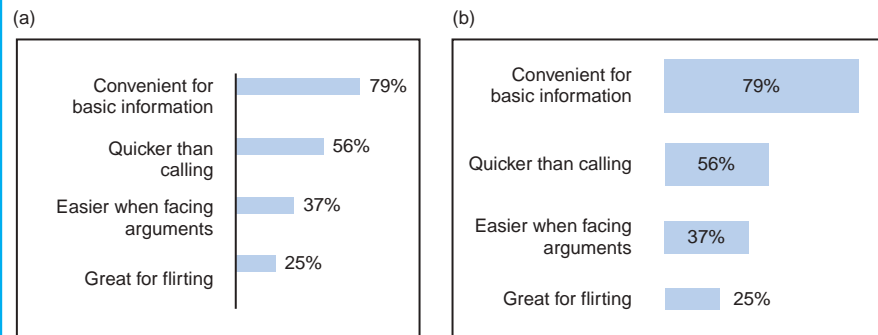 (a)
Convenient for
basic information
79%
Quicker than
calling
56%
Easier when facing
arguments
37%
Great for flirting
25%
(b)
Convenient for
basic information
79%
Quicker than calling
56%
Easier when facing
arguments
37%
Great for flirting
25%